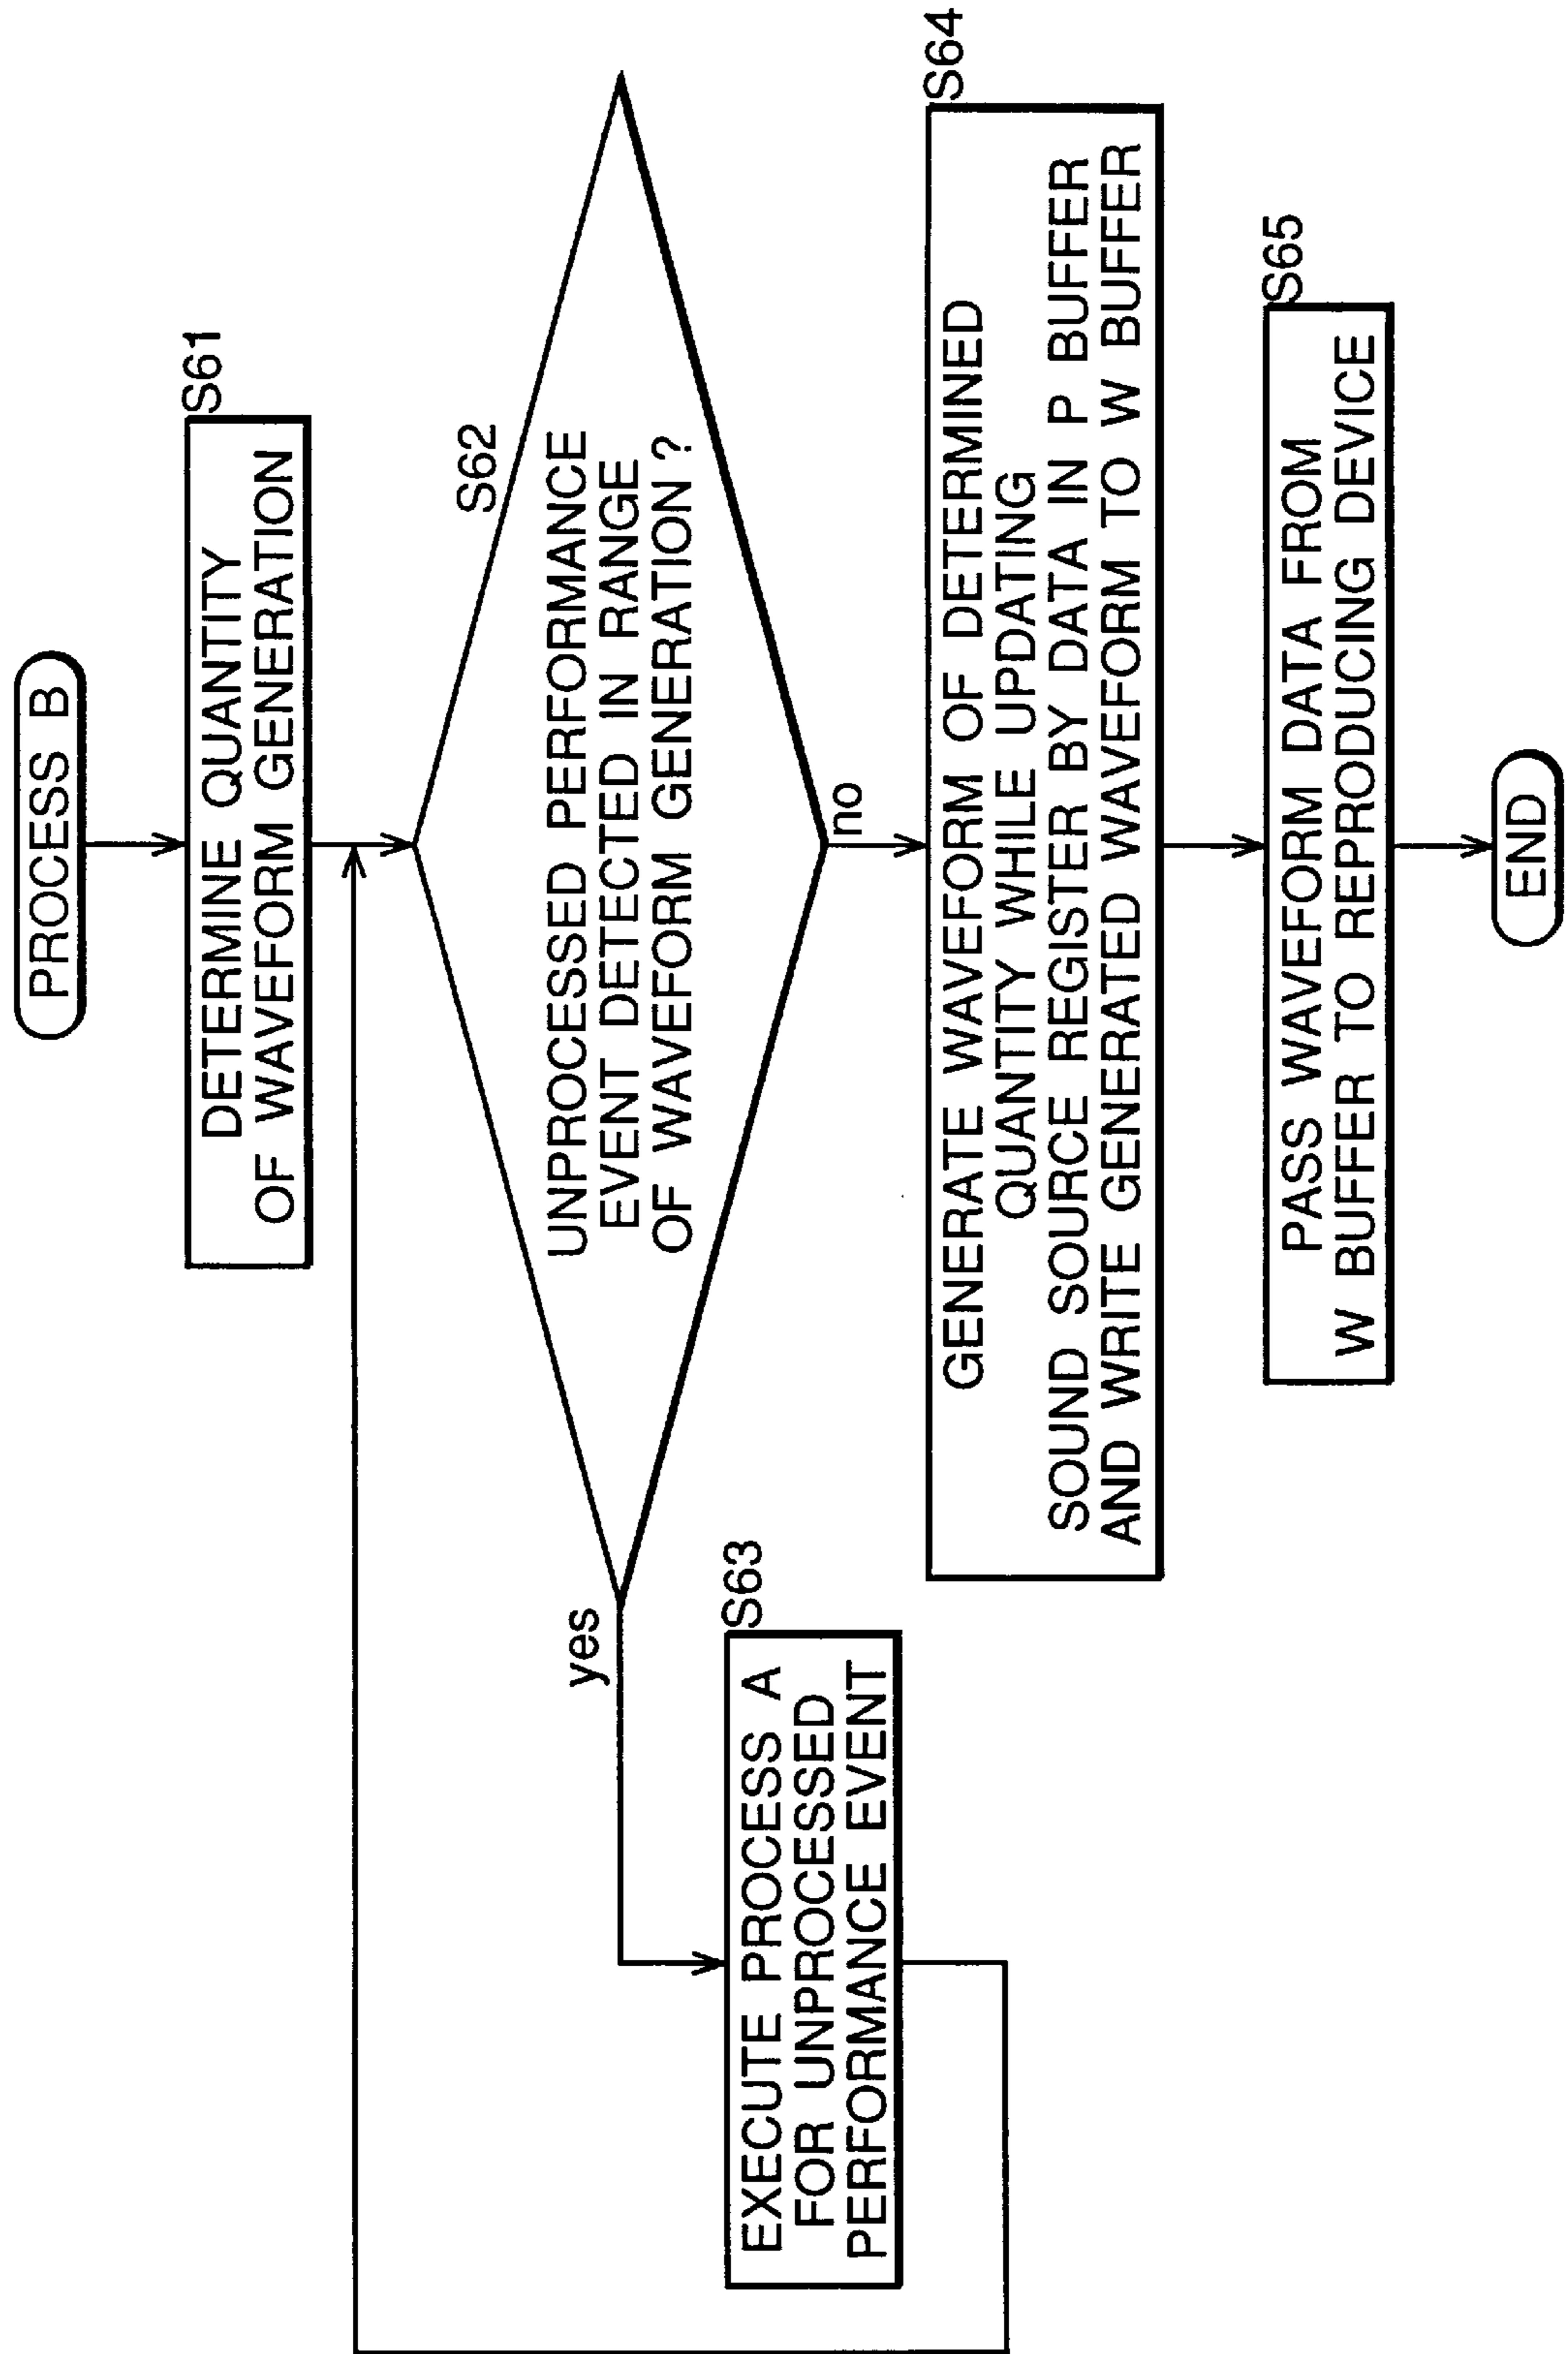 PROCESS B
S61
DETERMINE QUANTITY
OF WAVEFORM GENERATION
S62
UNPROCESSED PERFORMANCE
EVENT DETECTED IN RANGE
OF WAVEFORM GENERATION ?
yes
no
S63
EXECUTE PROCESS A
FOR UNPROCESSED
PERFORMANCE EVENT
S64
GENERATE WAVEFORM OF DETERMINED
QUANTITY WHILE UPDATING
SOUND SOURCE REGISTER BY DATA IN P BUFFER
AND WRITE GENERATED WAVEFORM TO W BUFFER
S65
PASS WAVEFORM DATA FROM
W BUFFER TO REPRODUCING DEVICE
END